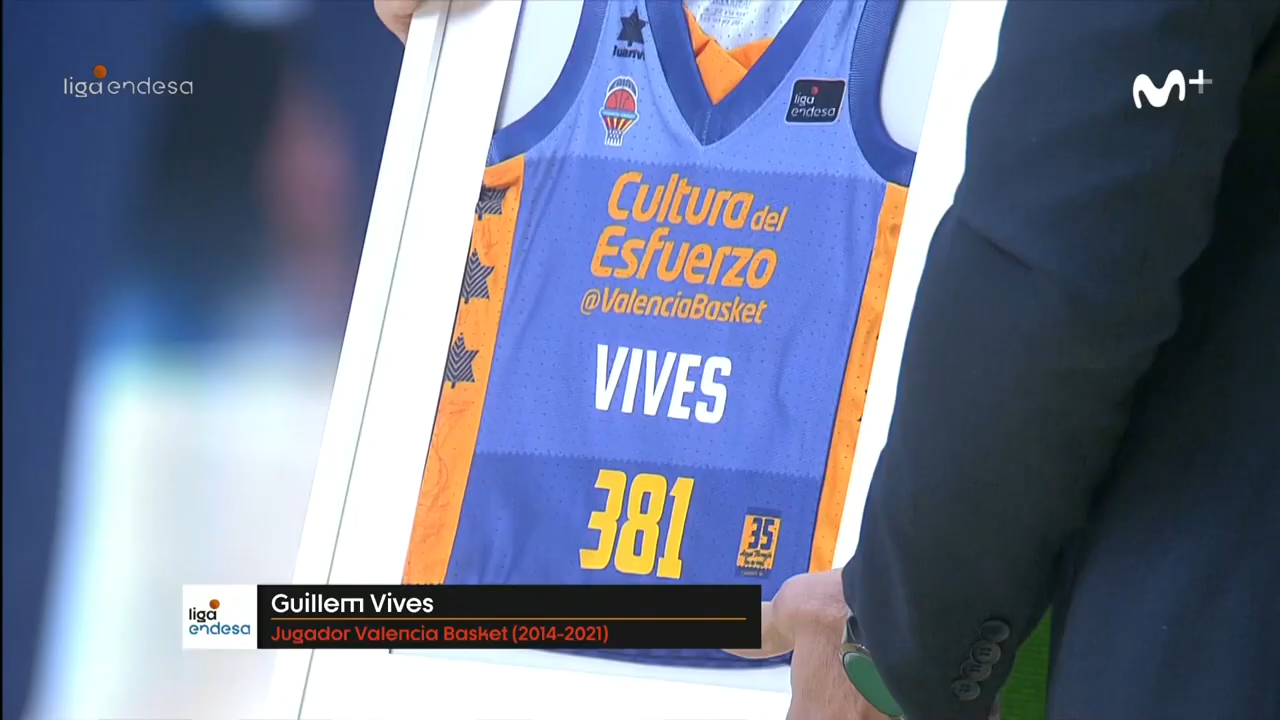 liga endesa
M+
Luanvi
liga
endesa
Cultura del
Esfuerzo
@ValenciaBasket
VIVES
381
35
liga
endesa
Guillem Vives
Jugador Valencia Basket (2014-2021)